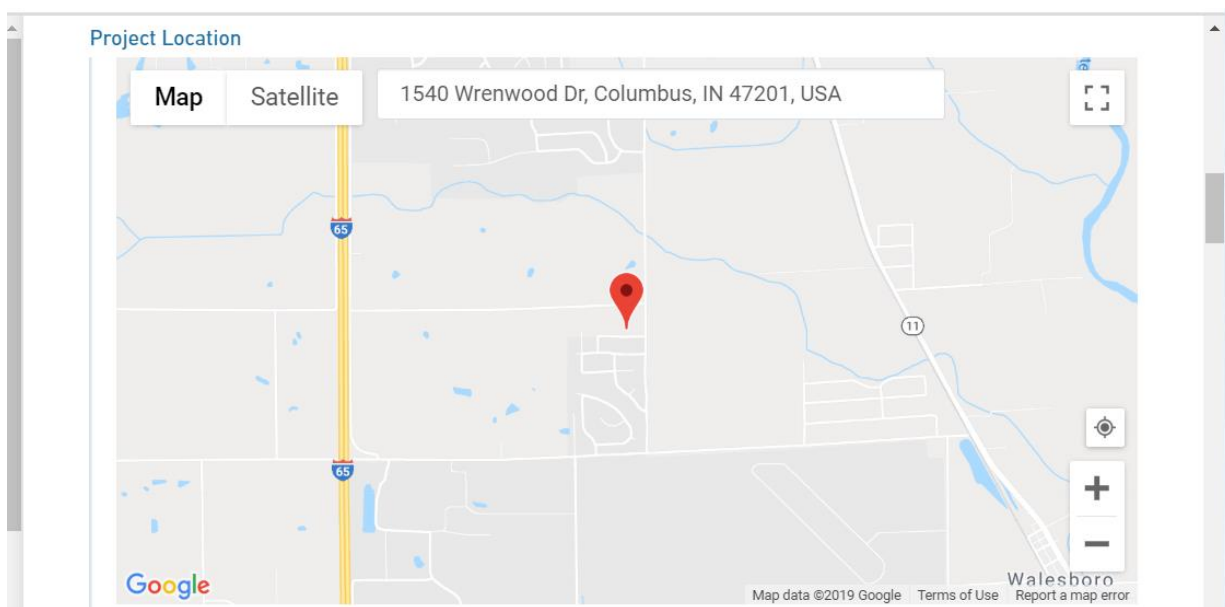 Project Location
Map Satellite 1540 Wrenwood Dr, Columbus, IN 47201, USA
65
11
65
Walesboro
Google Map data ©2019 Google Terms of Use Report a map error